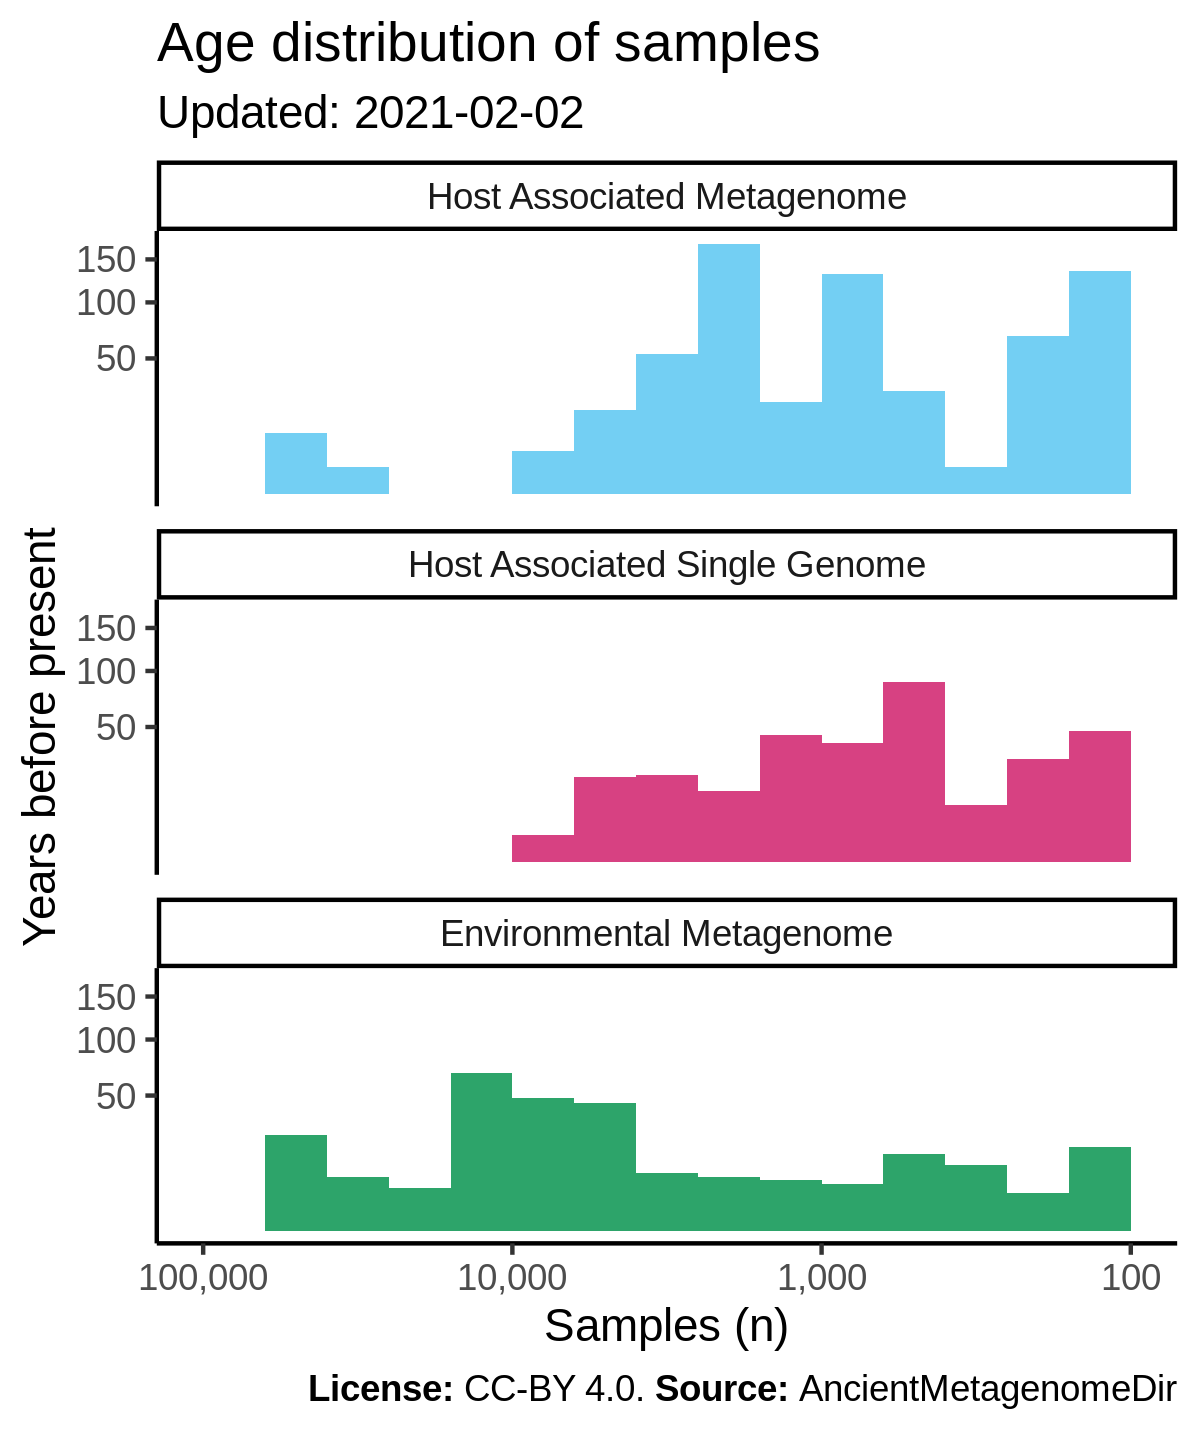 Age distribution of samples
Updated: 2021-02-02
Host Associated Metagenome
150
100
50
Host Associated Single Genome
150
100
50
Years before present
Environmental Metagenome
150
100
50
100,000 10,000 1,000 100
Samples (n)
License: CC-BY 4.0. Source: AncientMetagenomeDir